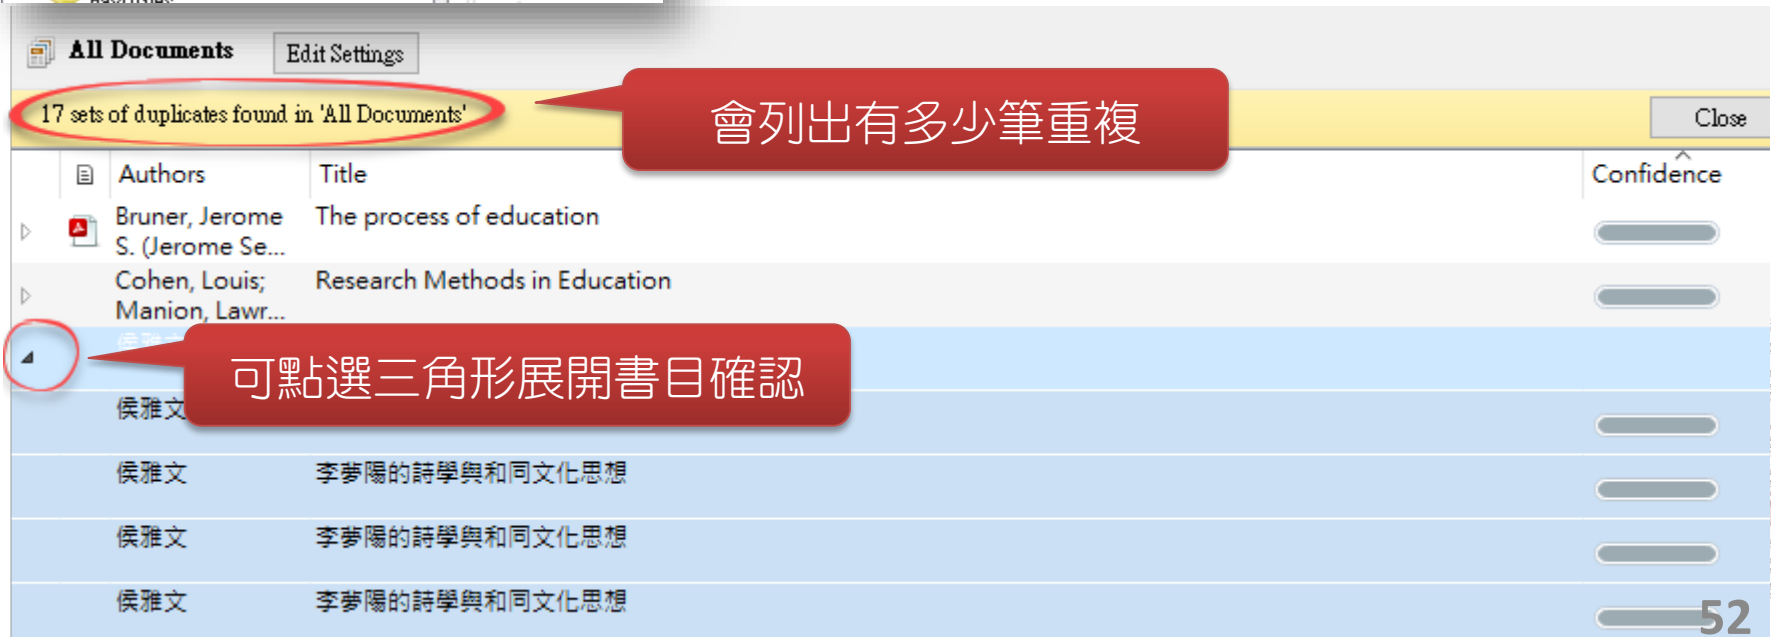 All Documents
Edit Settings
17 sets of duplicates found in 'All Documents'
會列出有多少筆重複
Close
Authors
Title
Confidence
Bruner, Jerome
S. (Jerome Se...
The process of education
Cohen, Louis;
Manion, Lawr...
Research Methods in Education
可點選三角形展開書目確認
侯雅文
侯雅文
李夢陽的詩學與和同文化思想
侯雅文
李夢陽的詩學與和同文化思想
侯雅文
李夢陽的詩學與和同文化思想
52